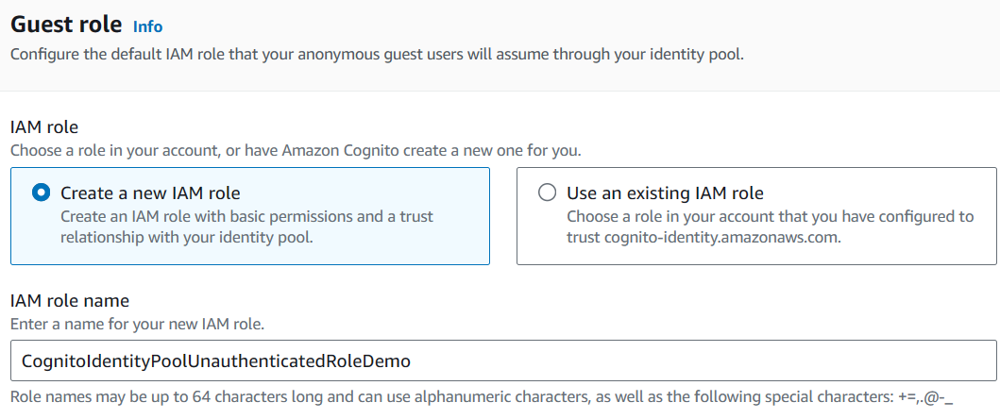 Guest role Info
Configure the default IAM role that your anonymous guest users will assume through your identity pool.
IAM role
Choose a role in your account, or have Amazon Cognito create a new one for you.
Create a new IAM role
Create an IAM role with basic permissions and a trust
relationship with your identity pool.
Use an existing IAM role
Choose a role in your account that you have configured to
trust cognito-identity.amazonaws.com.
IAM role name
Enter a name for your new IAM role.
CognitoIdentityPoolUnauthenticatedRoleDemo
Role names may be up to 64 characters long and can use alphanumeric characters, as well as the following special characters: +=,.@-_